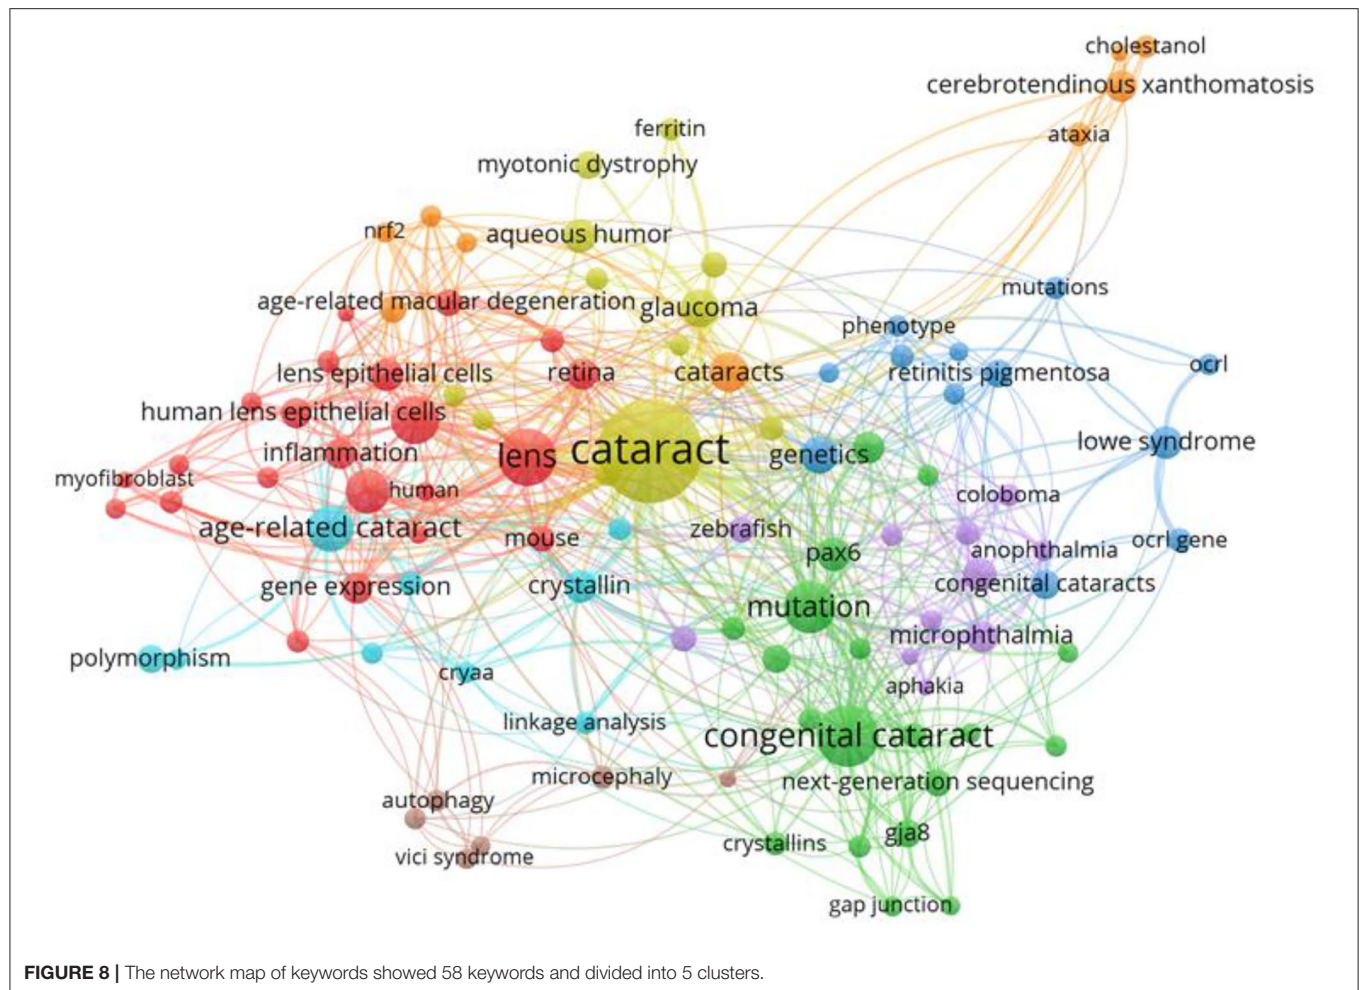 cholestanol
cerebrotendinous xanthomatosis
ferritin
ataxia
myotonic dystrophy
nrf2
aqueous humor
mutations
age-related macular degeneration
glaucoma
phenotype
ocrl
lens epithelial cells
retina
cataracts
retinitis pigmentosa
human lens epithelial cells
lowe syndrome
inflammation
lens
cataract
genetics
myofibroblast
human
coloboma
age-related cataract
mouse
zebrafish
ocrl gene
pax6
anophthalmia
gene expression
crystallin
congenital cataracts
mutation
microphthalmia
polymorphism
cryaa
aphakia
linkage analysis
congenital cataract
microcephaly
next-generation sequencing
autophagy
gja8
crystallins
vici syndrome
gap junction
FIGURE 8 | The network map of keywords showed 58 keywords and divided into 5 clusters.